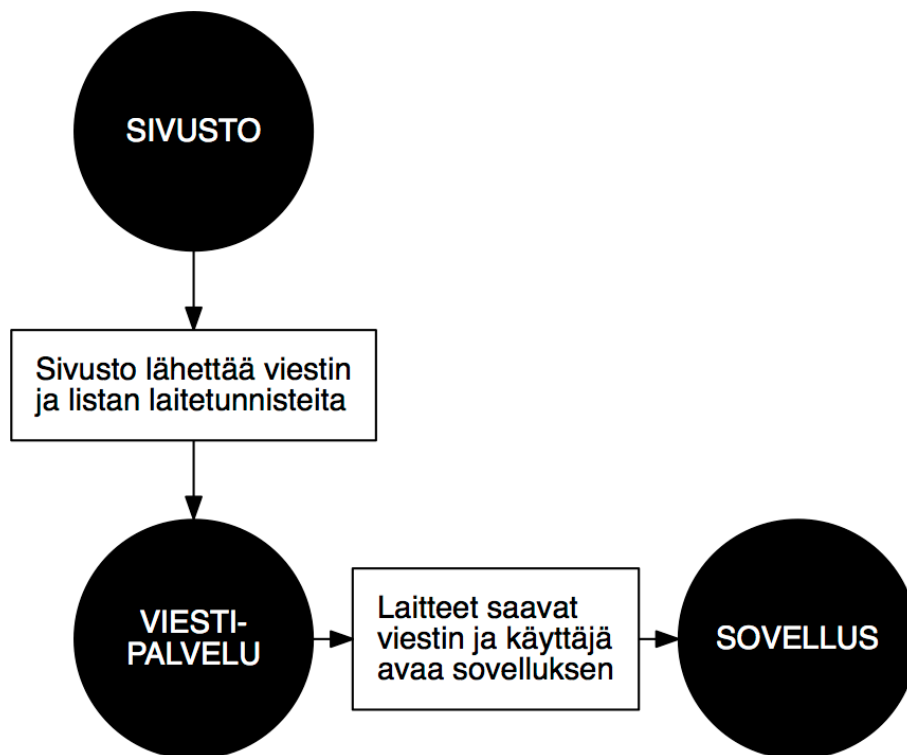 SIVUSTO
Sivusto lähettää viestin
ja listan laitetunnisteita
VIESTI-
PALVELU
Laitteet saavat
viestin ja käyttäjä
avaa sovelluksen
SOVELLUS